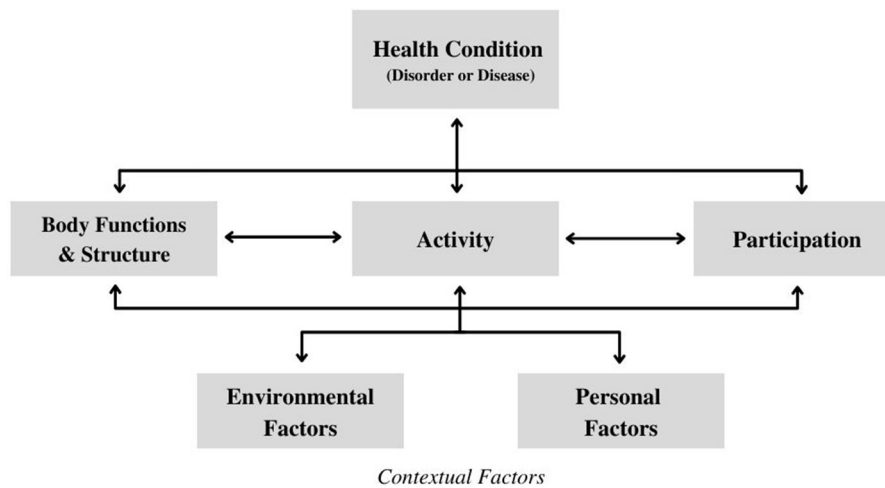 Health Condition
(Disorder or Disease)
Body Functions
& Structure
Activity
Participation
Environmental
Factors
Personal
Factors
Contextual Factors